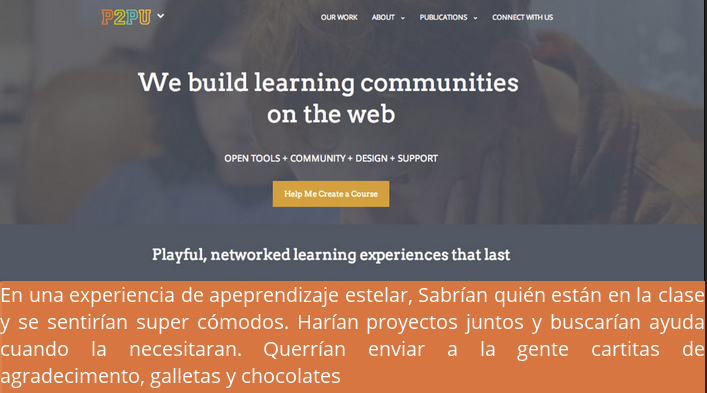 P2PU
OUR WORK ABOUT PUBLICATIONS CONNECT WITH US
We build learning communities
on the web
OPEN TOOLS + COMMUNITY + DESIGN + SUPPORT
Help Me Create a Course
Playful, networked learning experiences that last
En una experiencia de apeprendizaje estelar, Sabrían quién están en la clase
y se sentirían super cómodos. Harían proyectos juntos y buscarían ayuda
cuando la necesitaran. Querrían enviar a la gente cartitas de
agradecimento, galletas y chocolates